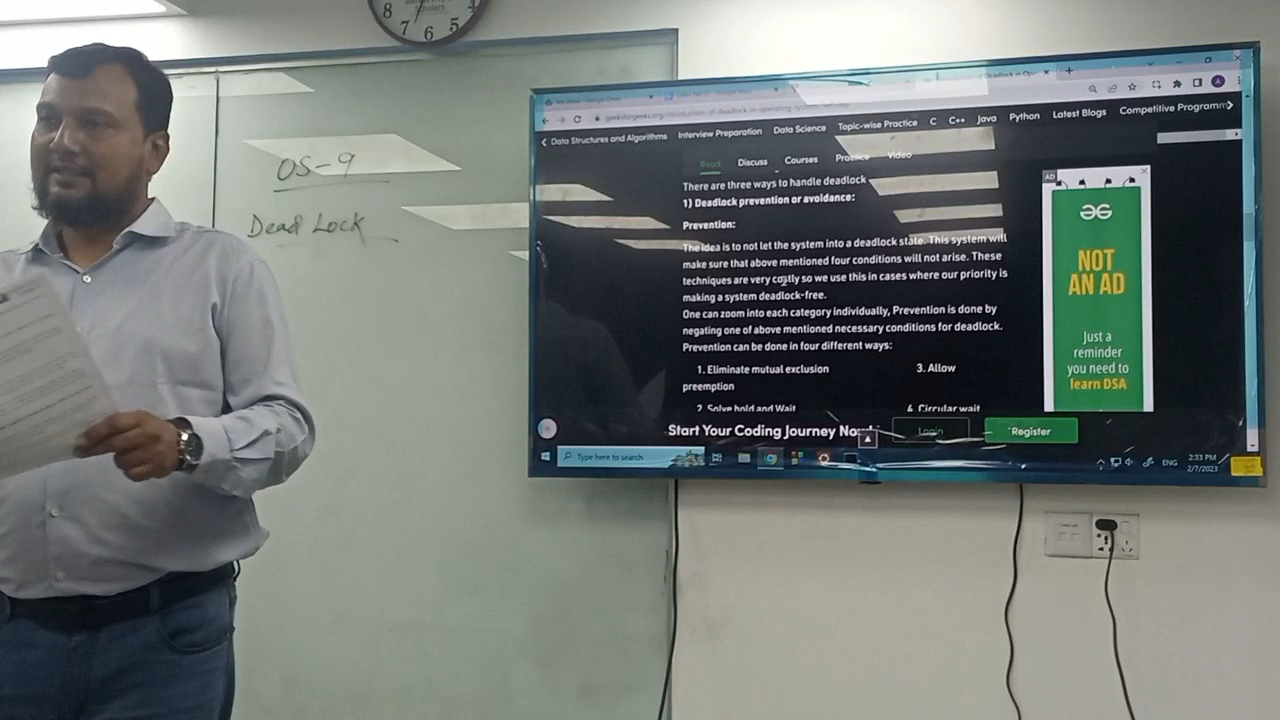 8
7
6
5
4
OS-9
Dead Lock
Data Structures and Algorithms
Interview Preparation
Data Science
Topic-wise Practice
C
C++
Java
Python
Latest Blogs
Competitive Programm
Read
Discuss
Courses
Practice
Video
There are three ways to handle deadlock
1) Deadlock prevention or avoidance:
Prevention:
The idea is to not let the system into a deadlock state. This system will
make sure that above mentioned four conditions will not arise. These
techniques are very costly so we use this in cases where our priority is
making a system deadlock-free.
One can zoom into each category individually, Prevention is done by
negating one of above mentioned necessary conditions for deadlock.
Prevention can be done in four different ways:
1. Eliminate mutual exclusion 3. Allow
preemption
2. Solve hold and Wait 4. Circular wait
AD
NOT
AN AD
Just a
reminder
you need to
learn DSA
Start Your Coding Journey
Login
Register
Type here to search
ENG
2:33 PM
2/7/2023